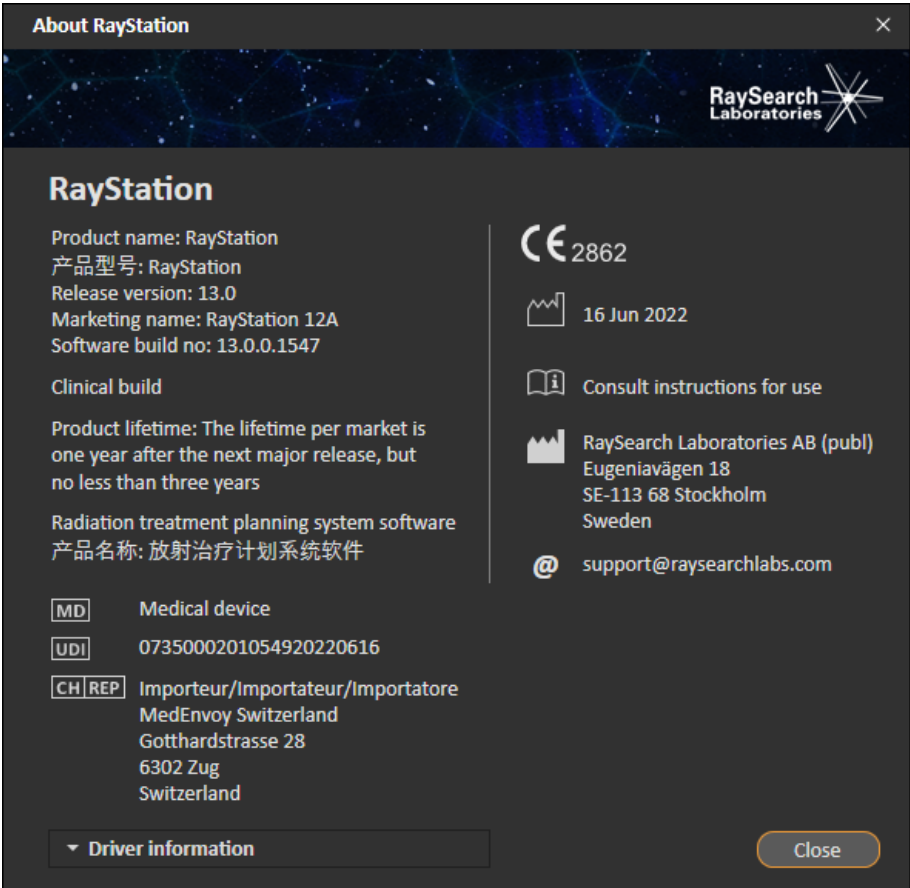 About RayStation
RaySearch
Laboratories
RayStation
Product name: RayStation
产品型号: RayStation
Release version: 13.0
Marketing name: RayStation 12A
Software build no: 13.0.0.1547
Clinical build
Product lifetime: The lifetime per market is
one year after the next major release, but
no less than three years
Radiation treatment planning system software
产品名称: 放射治疗计划系统软件
CE 2862
16 Jun 2022
Consult instructions for use
RaySearch Laboratories AB (publ)
Eugeniavägen 18
SE-113 68 Stockholm
Sweden
@ support@raysearchlabs.com
MD Medical device
UDI 0735000201054920220616
CH REP Importeur/Importateur/Importatore
MedEnvoy Switzerland
Gotthardstrasse 28
6302 Zug
Switzerland
Driver information
Close